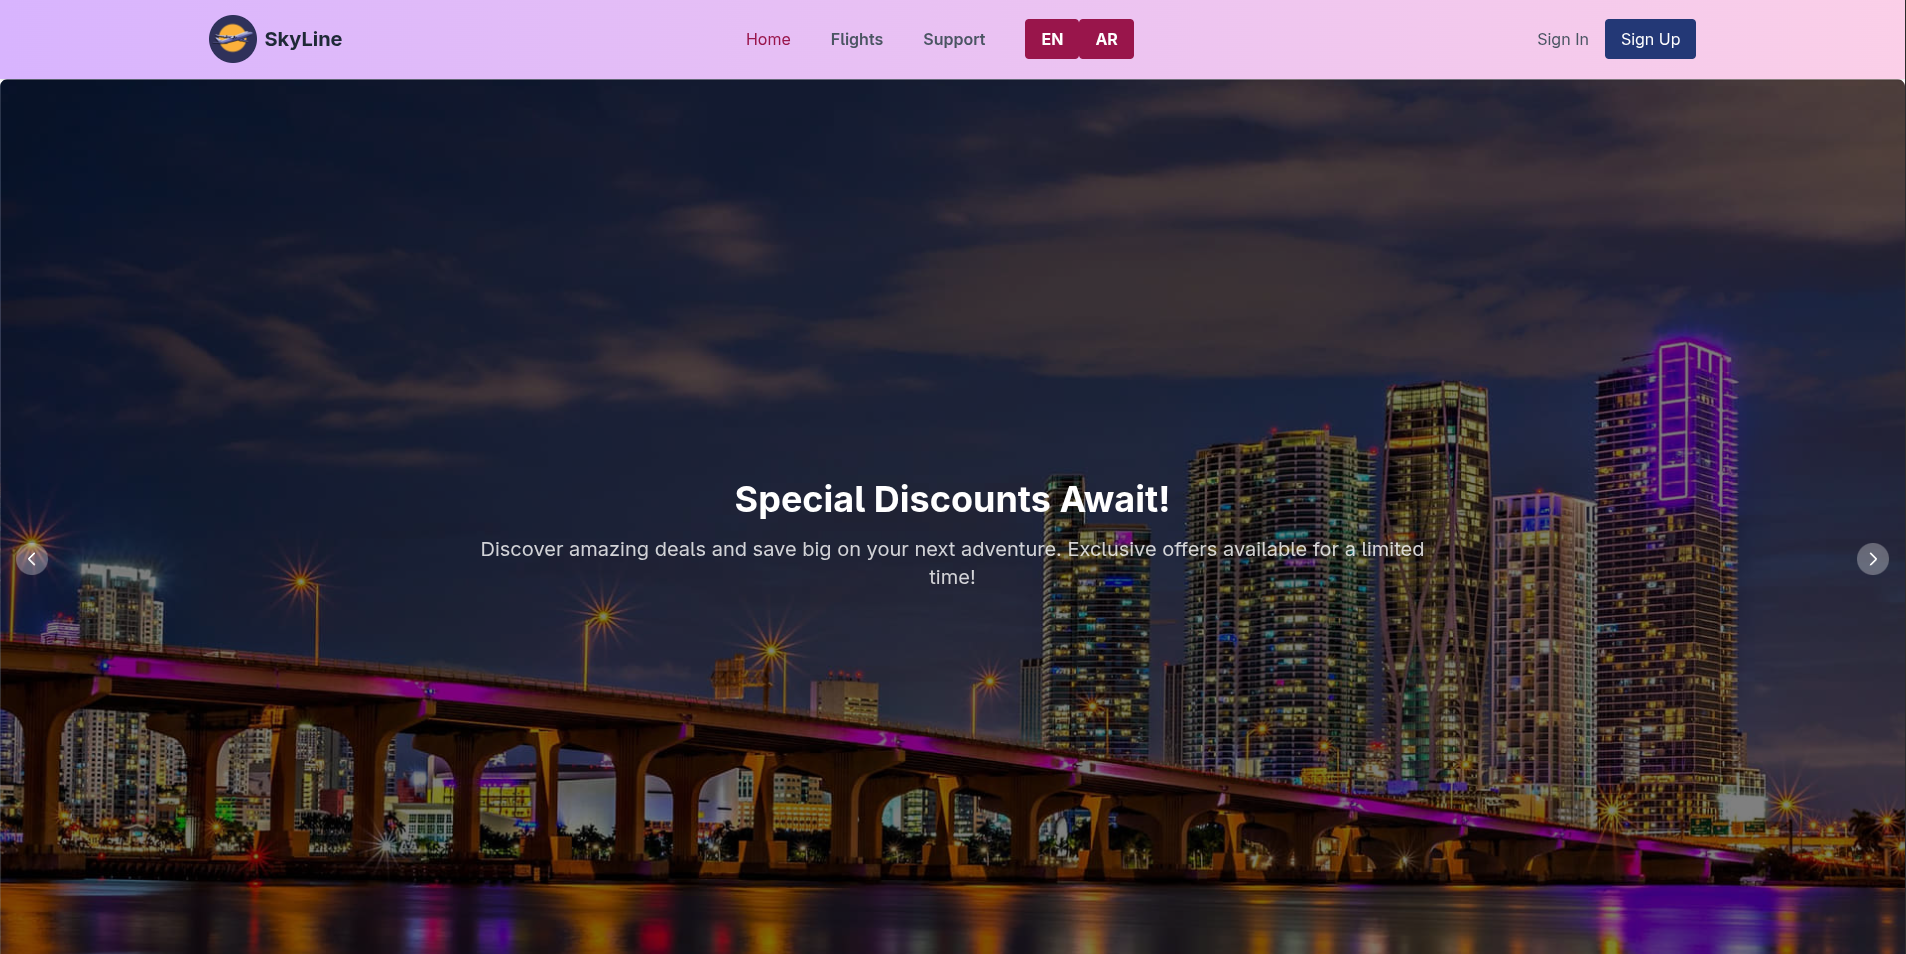 SkyLine
Home
Flights
Support
EN
AR
Sign In
Sign Up
Special Discounts Await!
Discover amazing deals and save big on your next adventure. Exclusive offers available for a limited
time!